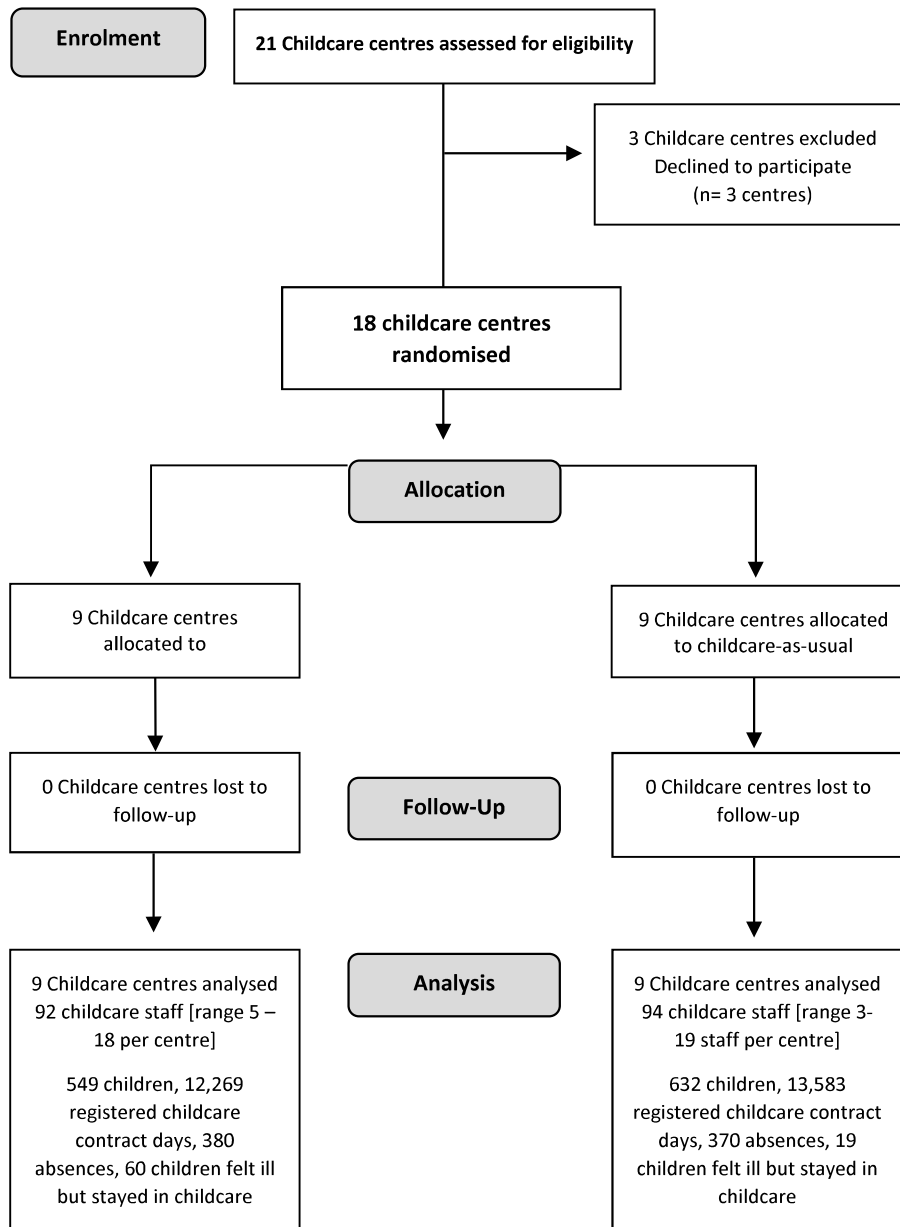 Enrolment
21 Childcare centres assessed for eligibility
3 Childcare centres excluded
Declined to participate
(n= 3 centres)
18 childcare centres
randomised
Allocation
9 Childcare centres
allocated to
9 Childcare centres allocated
to childcare-as-usual
0 Childcare centres lost to
follow-up
Follow-Up
0 Childcare centres lost to
follow-up
9 Childcare centres analysed
92 childcare staff [range 5 –
18 per centre]
549 children, 12,269
registered childcare
contract days, 380
absences, 60 children felt ill
but stayed in childcare
Analysis
9 Childcare centres analysed
94 childcare staff [range 3-
19 staff per centre]
632 children, 13,583
registered childcare contract
days, 370 absences, 19
children felt ill but stayed in
childcare